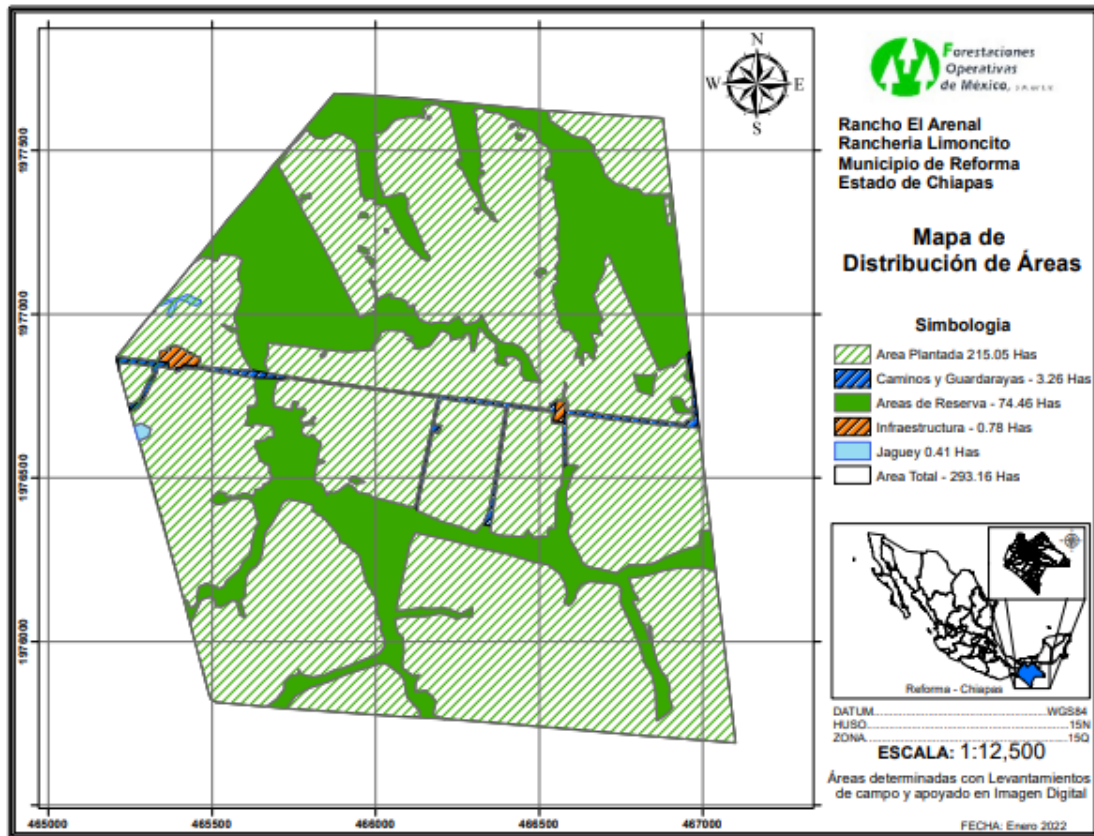 N
W E
S
Forestaciones
Operativas
de México,
Rancho El Arenal
Rancheria Limoncito
Municipio de Reforma
Estado de Chiapas
Mapa de
Distribución de Áreas
Simbologia
Area Plantada 215.05 Has
Caminos y Guardarayas - 3.26 Has
Areas de Reserva - 74.46 Has
Infraestructura - 0.78 Has
Jaguey 0.41 Has
Area Total - 293.16 Has
Reforma - Chiapas
DATUM WGS84
HUSO 15N
ZONA 15Q
ESCALA: 1:12,500
Áreas determinadas con Levantamientos
de campo y apoyado en Imagen Digital
FECHA: Enero 2022
1977500
1977000
1976500
1976000
465000 465500 466000 466500 467000